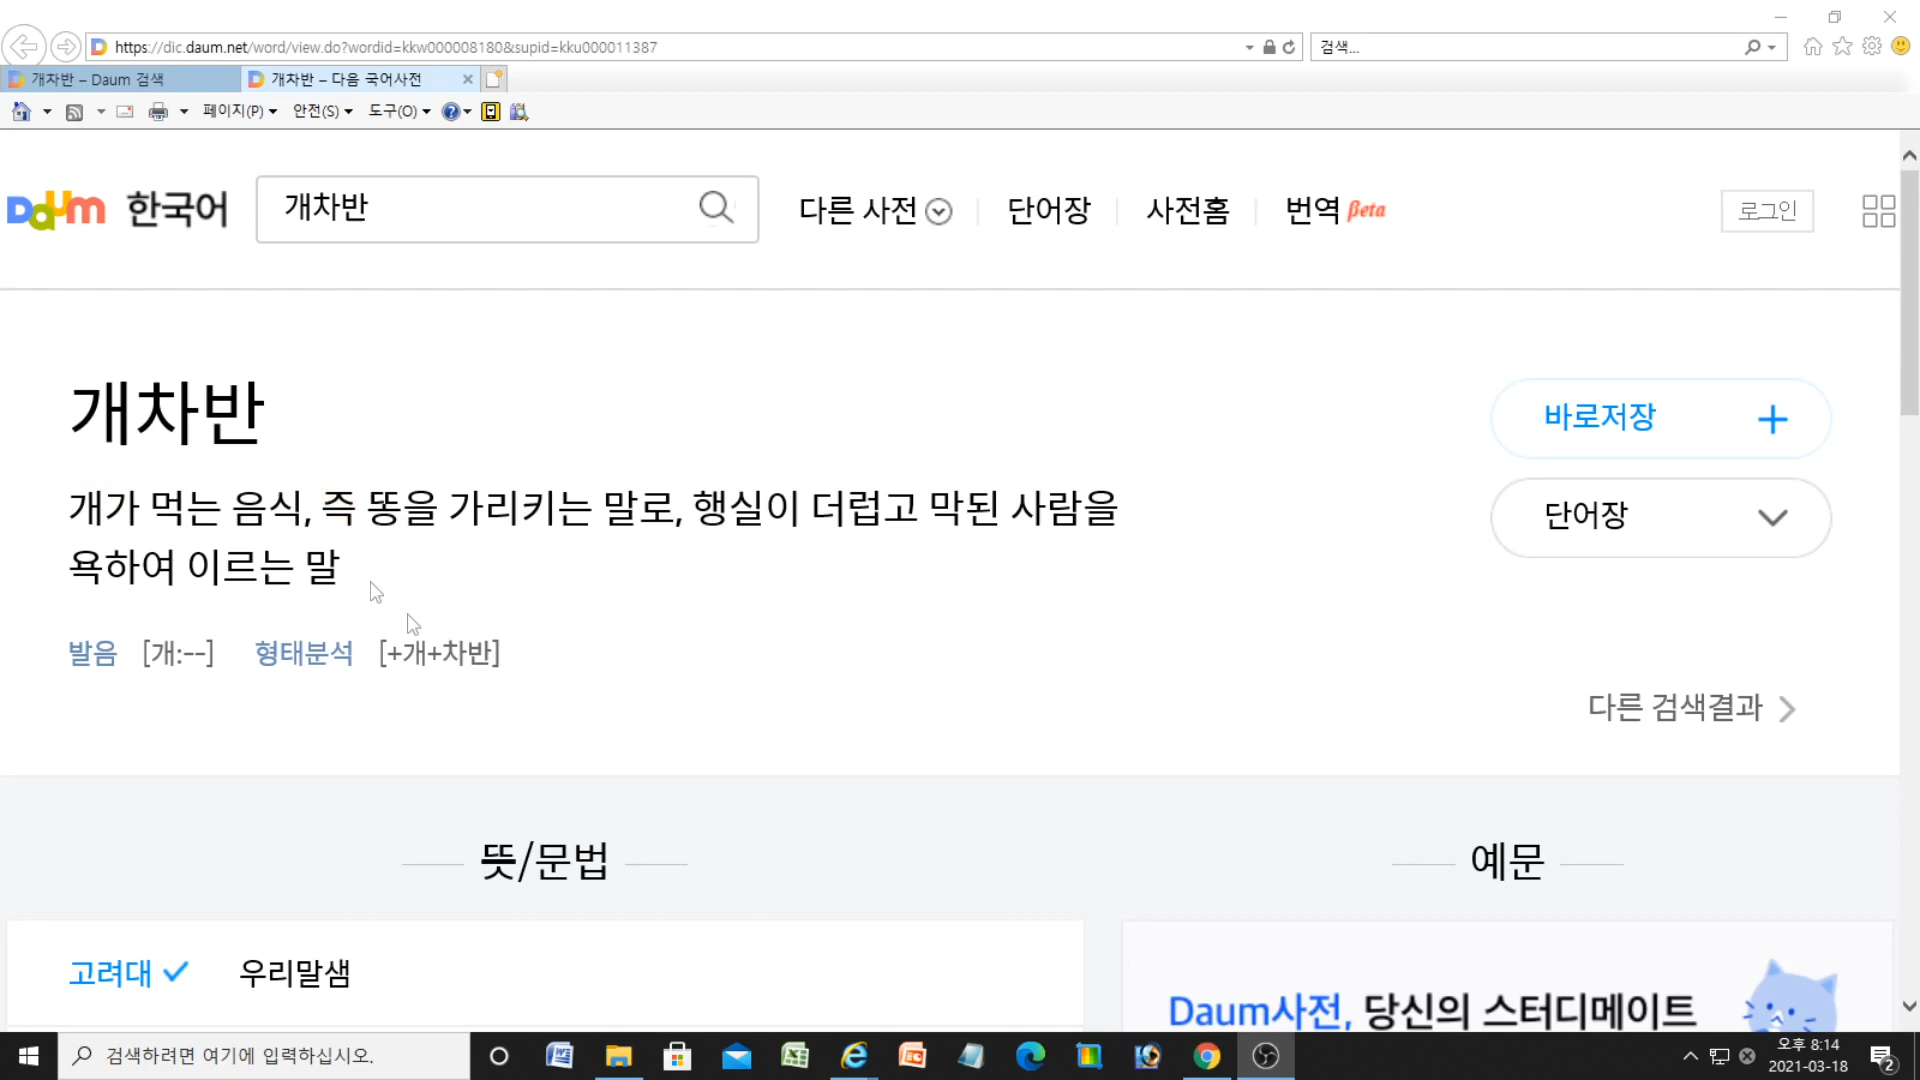 https://dic.daum.net/word/view.do?wordid=kkw000008180&supid=kku000011387
검색...
개차반 – Daum 검색
개차반 – 다음 국어사전
페이지(P) 안전(S) 도구(O)
Daum 한국어
개차반
다른 사전
단어장
사전홈
번역 βeta
로그인
개차반
바로저장
개가 먹는 음식, 즉 똥을 가리키는 말로, 행실이 더럽고 막된 사람을
욕하여 이르는 말
단어장
발음 [개:--] 형태분석 [+개+차반]
다른 검색결과
뜻/문법
예문
고려대 우리말샘
Daum사전, 당신의 스터디메이트
검색하려면 여기에 입력하십시오.
오후 8:14
2021-03-18
2